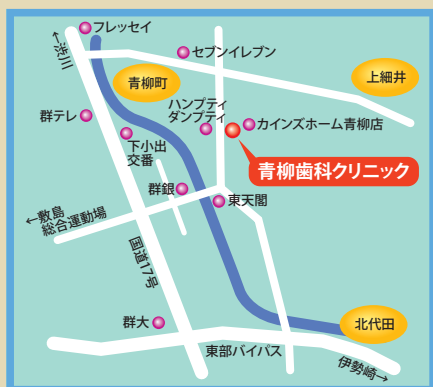 フレッセイ
←渋川
セブンイレブン
上細井
青柳町
群テレ
ハンプティ
ダンプティ
カインズホーム青柳店
下小出
交番
青柳歯科クリニック
群銀
東天閣
←敷島
総合運動場
国道17号
北代田
群大
東部バイパス
伊勢崎→